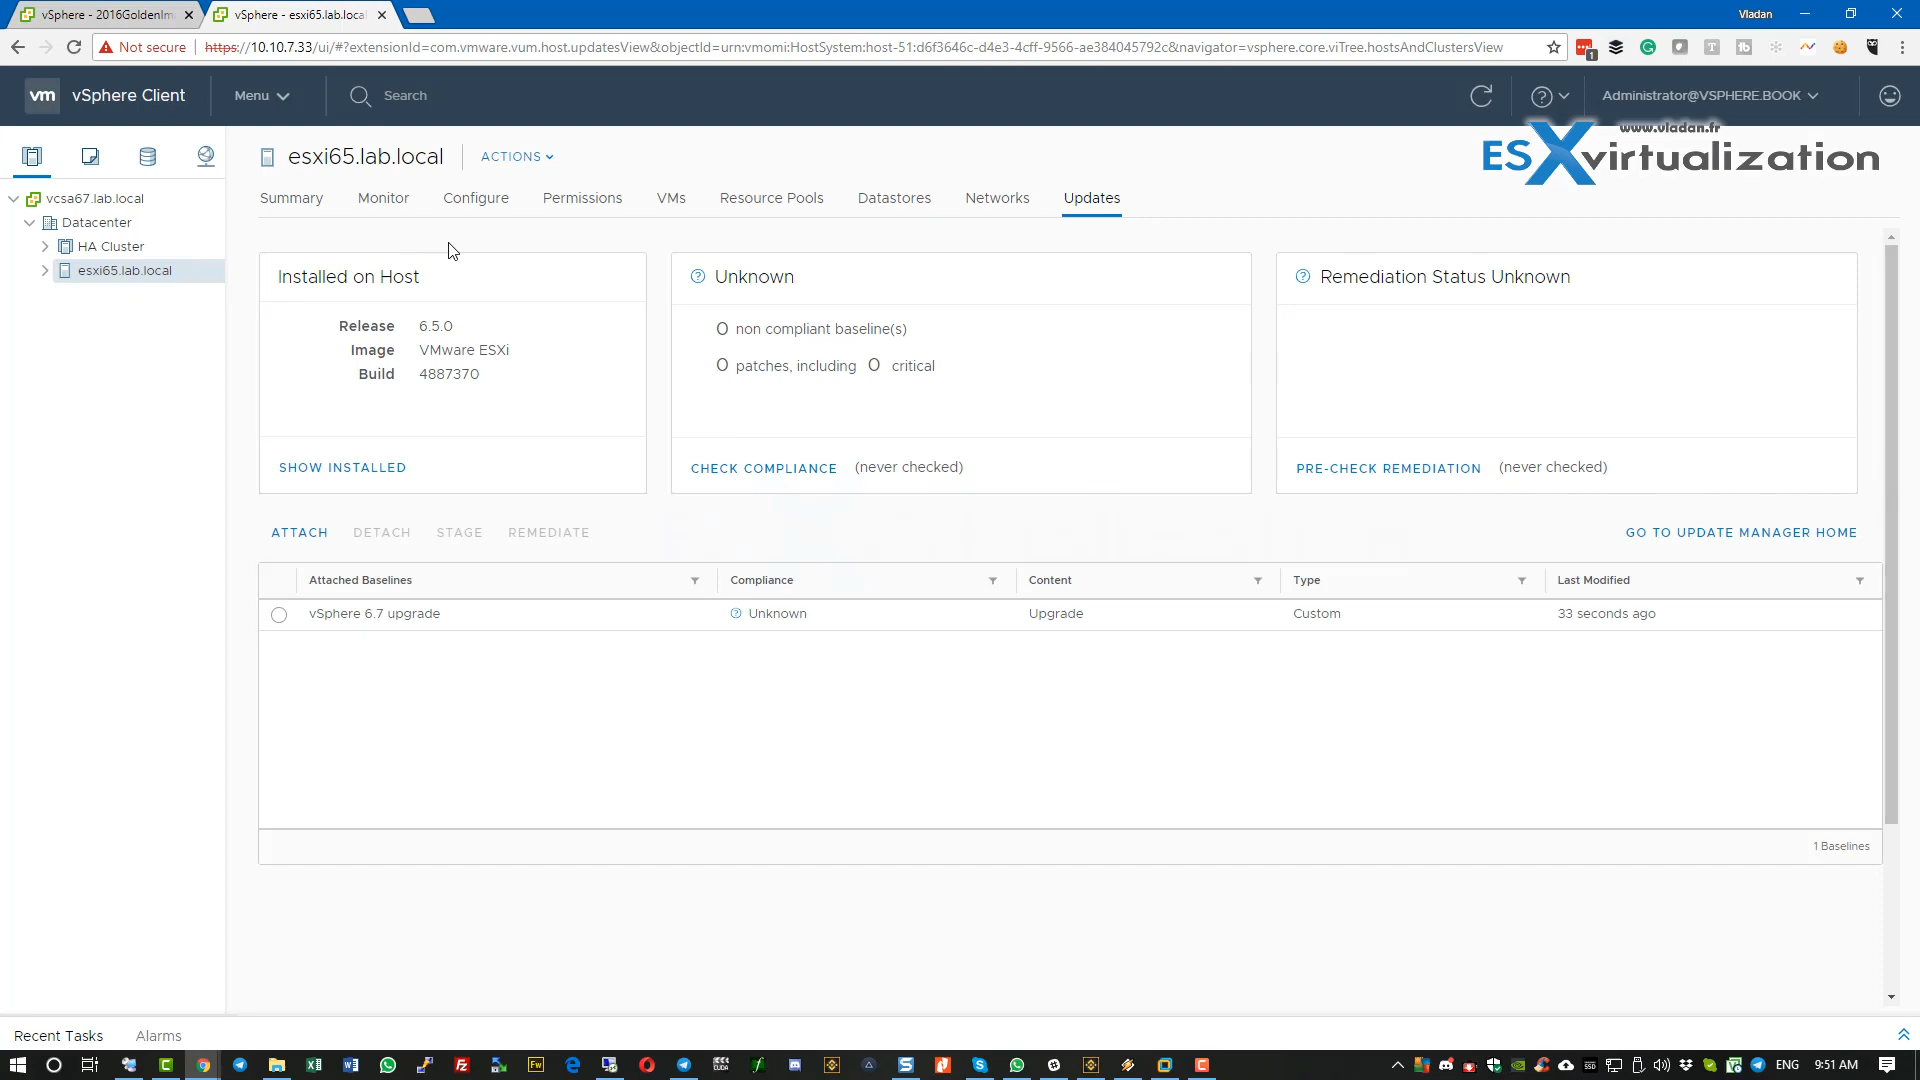 vSphere - 2016GoldenIm
vSphere - esxi65.lab.local
Vladan
Not secure
https://10.10.7.33/ui/#?extensionId=com.vmware.vum.host.updatesView&objectId=urn:vmomi:HostSystem:host-51:d6f3646c-d4e3-4cff-9566-ae384045792c&navigator=vsphere.core.viTree.hostsAndClustersView
1
vm vSphere Client
Menu
Search
Administrator@VSPHERE.BOOK
www.vladan.fr
ESXvirtualization
esxi65.lab.local
ACTIONS
vcsa67.lab.local
Datacenter
HA Cluster
esxi65.lab.local
Summary Monitor Configure Permissions VMs Resource Pools Datastores Networks Updates
Installed on Host
Release 6.5.0
Image VMware ESXi
Build 4887370
SHOW INSTALLED
Unknown
0 non compliant baseline(s)
0 patches, including 0 critical
CHECK COMPLIANCE (never checked)
Remediation Status Unknown
PRE-CHECK REMEDIATION (never checked)
ATTACH DETACH STAGE REMEDIATE
GO TO UPDATE MANAGER HOME
Attached Baselines Compliance Content Type Last Modified
vSphere 6.7 upgrade Unknown Upgrade Custom 33 seconds ago
1 Baselines
Recent Tasks Alarms
ENG 9:51 AM